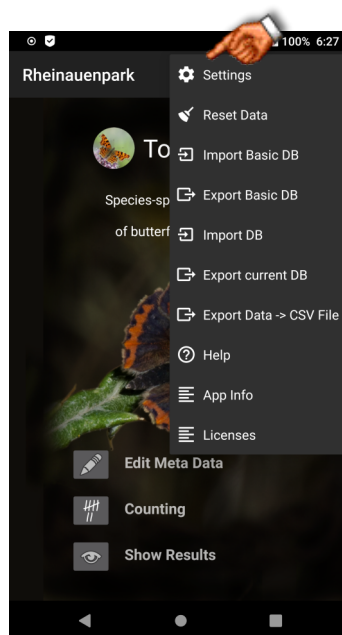 100% 6:27
Rheinauenpark
Settings
Reset Data
To
Import Basic DB
Species-sp
Export Basic DB
of butterf
Import DB
Export current DB
Export Data -> CSV File
Help
App Info
Licenses
Edit Meta Data
Counting
Show Results